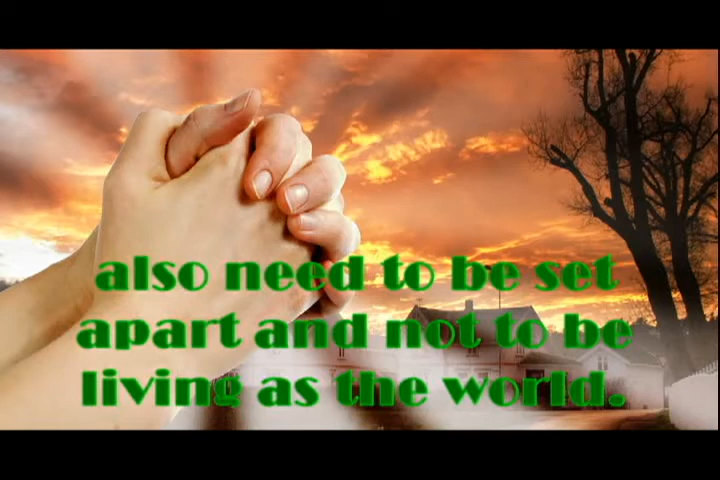 also need to be set
apart and not to be
living as the world.